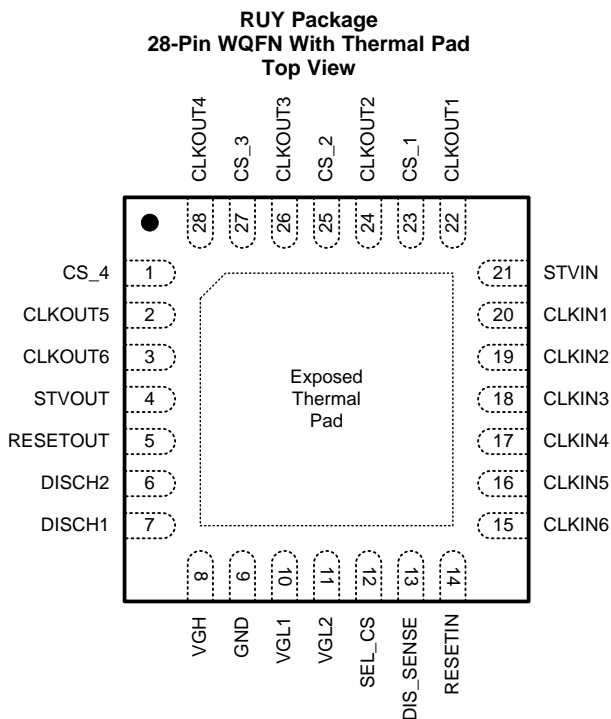 RUY Package
28-Pin WQFN With Thermal Pad
Top View
CLKOUT4
CS_3
CLKOUT3
CS_2
CLKOUT2
CS_1
CLKOUT1
28
27
26
25
24
23
22
CS_4 1
CLKOUT5 2
CLKOUT6 3
STVOUT 4
RESETOUT 5
DISCH2 6
DISCH1 7
Exposed
Thermal
Pad
21 STVIN
20 CLKIN1
19 CLKIN2
18 CLKIN3
17 CLKIN4
16 CLKIN5
15 CLKIN6
8
9
10
11
12
13
14
VGH
GND
VGL1
VGL2
SEL_CS
DIS_SENSE
RESETIN